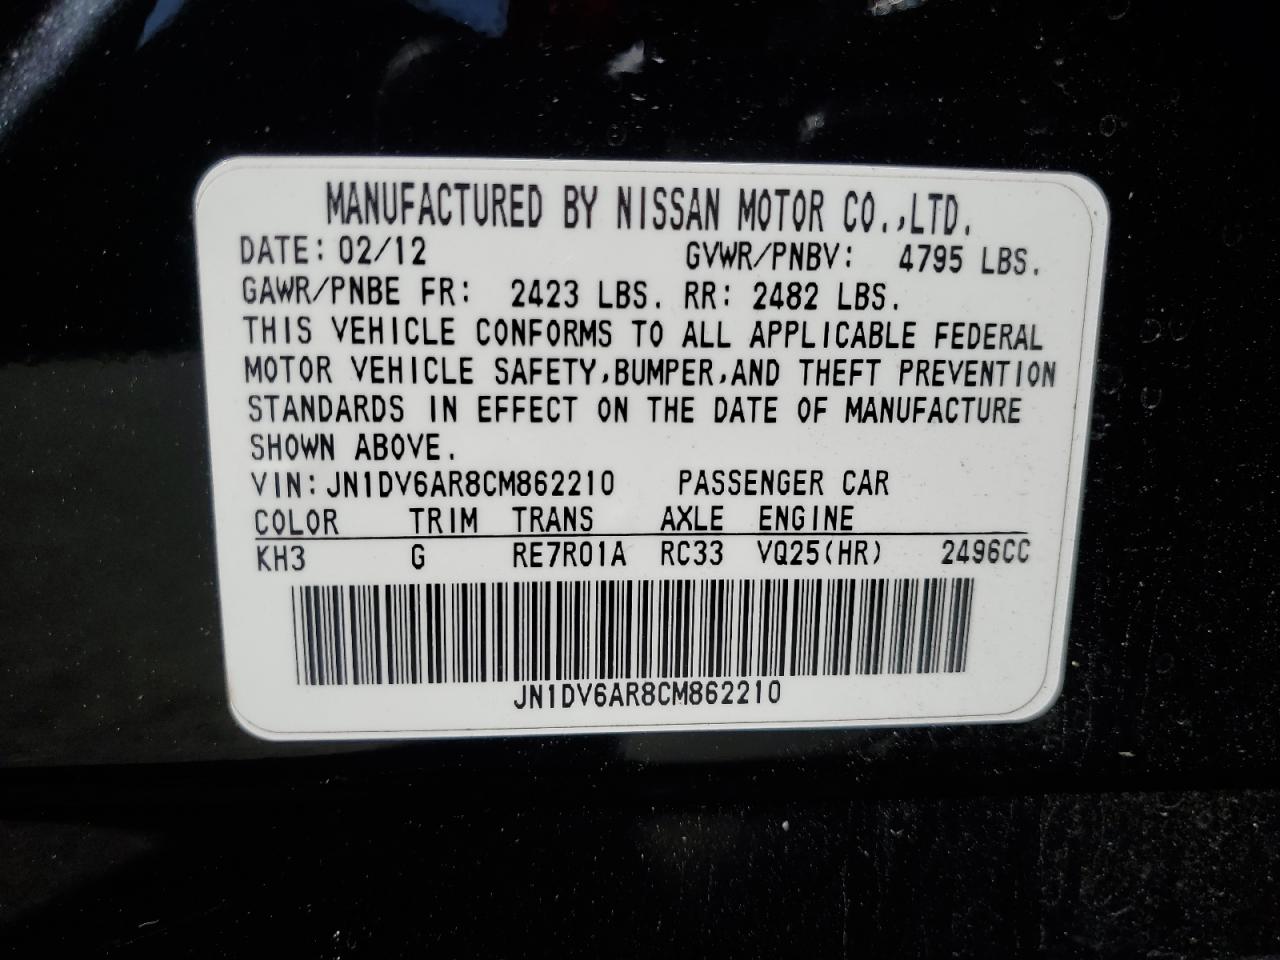 MANUFACTURED BY NISSAN MOTOR CO.,LTD.
DATE: 02/12 GVWR/PNBV: 4795 LBS.
GAWR/PNBE FR: 2423 LBS. RR: 2482 LBS.
THIS VEHICLE CONFORMS TO ALL APPLICABLE FEDERAL
MOTOR VEHICLE SAFETY,BUMPER,AND THEFT PREVENTION
STANDARDS IN EFFECT ON THE DATE OF MANUFACTURE
SHOWN ABOVE.
VIN: JN1DV6AR8CM862210 PASSENGER CAR
COLOR TRIM TRANS AXLE ENGINE
KH3 G RE7R01A RC33 VQ25(HR) 2496CC
JN1DV6AR8CM862210